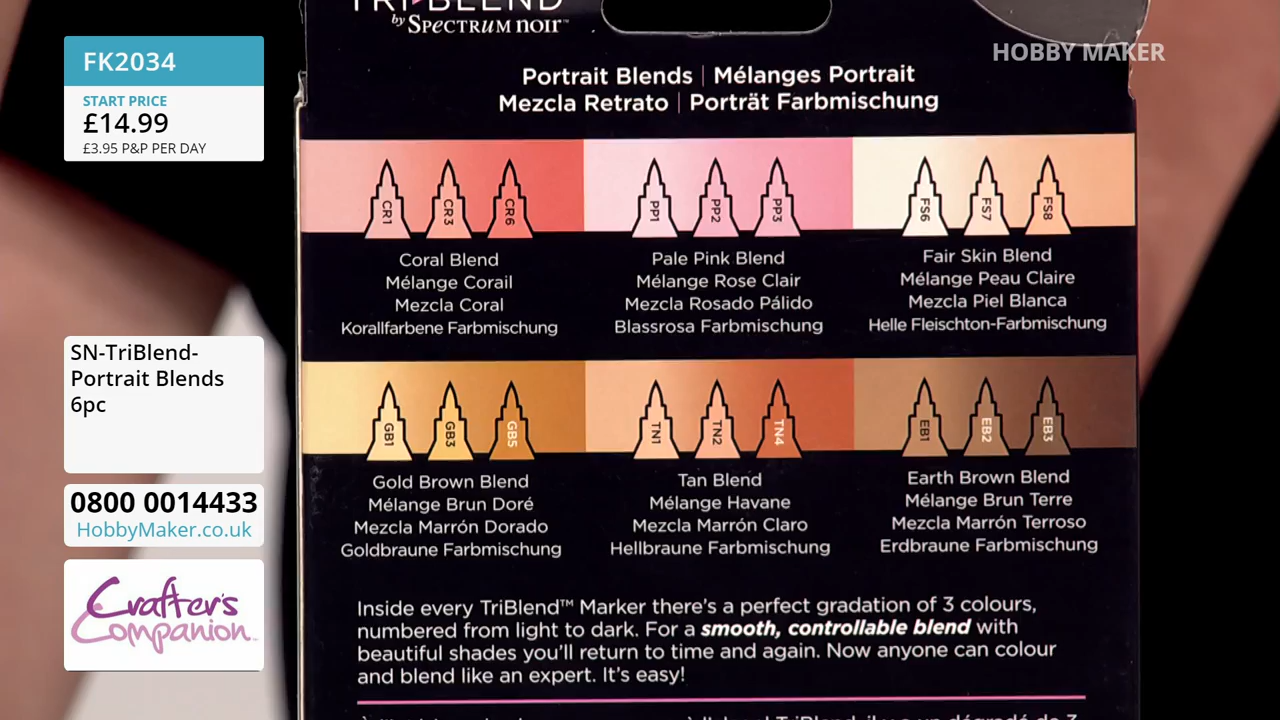 TRI▸BLEND
by SPECTRUM NOIR™
HOBBY MAKER
FK2034
START PRICE
£14.99
£3.95 P&P PER DAY
SN-TriBlend-
Portrait Blends
6pc
0800 0014433
HobbyMaker.co.uk
Crafter's
Companion™
Portrait Blends | Mélanges Portrait
Mezcla Retrato | Porträt Farbmischung
CR1 CR3 CR6 PP1 PP2 PP3 FS6 FS7 FS8
Coral Blend
Mélange Corail
Mezcla Coral
Korallfarbene Farbmischung
Pale Pink Blend
Mélange Rose Clair
Mezcla Rosado Pálido
Blassrosa Farbmischung
Fair Skin Blend
Mélange Peau Claire
Mezcla Piel Blanca
Helle Fleischton-Farbmischung
GB1 GB3 GB5 TN1 TN2 TN4 EB1 EB2 EB3
Gold Brown Blend
Mélange Brun Doré
Mezcla Marrón Dorado
Goldbraune Farbmischung
Tan Blend
Mélange Havane
Mezcla Marrón Claro
Hellbraune Farbmischung
Earth Brown Blend
Mélange Brun Terre
Mezcla Marrón Terroso
Erdbraune Farbmischung
Inside every TriBlend™ Marker there's a perfect gradation of 3 colours,
numbered from light to dark. For a smooth, controllable blend with
beautiful shades you'll return to time and again. Now anyone can colour
and blend like an expert. It's easy!